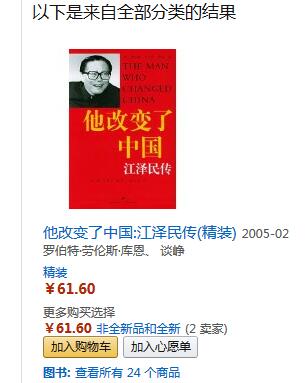 以下是来自全部分类的结果
THE MAN
WHO
CHANGED
CHINA
他改变了
中国
江泽民传
他改变了中国:江泽民传(精装) 2005-02
罗伯特·劳伦斯·库恩、 谈峥
精装
￥61.60
更多购买选择
￥61.60 非全新品和全新 (2 卖家)
加入购物车 加入心愿单
图书: 查看所有 24 个商品